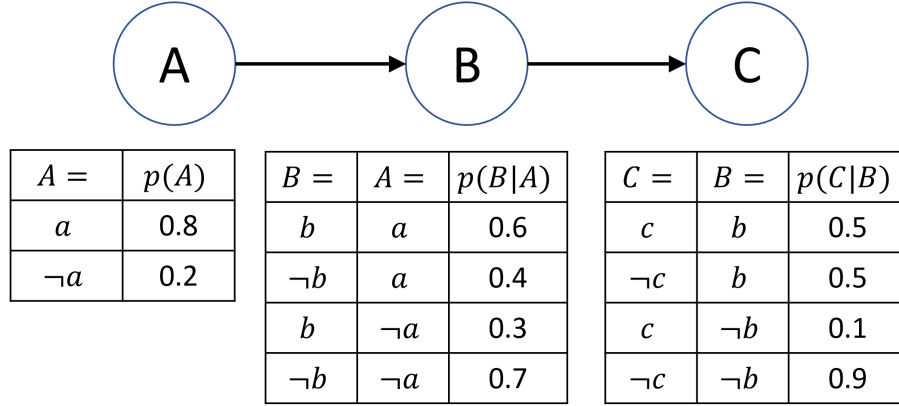 A B C
A = p(A)
a 0.8
¬a 0.2
B = A = p(B|A)
b a 0.6
¬b a 0.4
b ¬a 0.3
¬b ¬a 0.7
C = B = p(C|B)
c b 0.5
¬c b 0.5
c ¬b 0.1
¬c ¬b 0.9